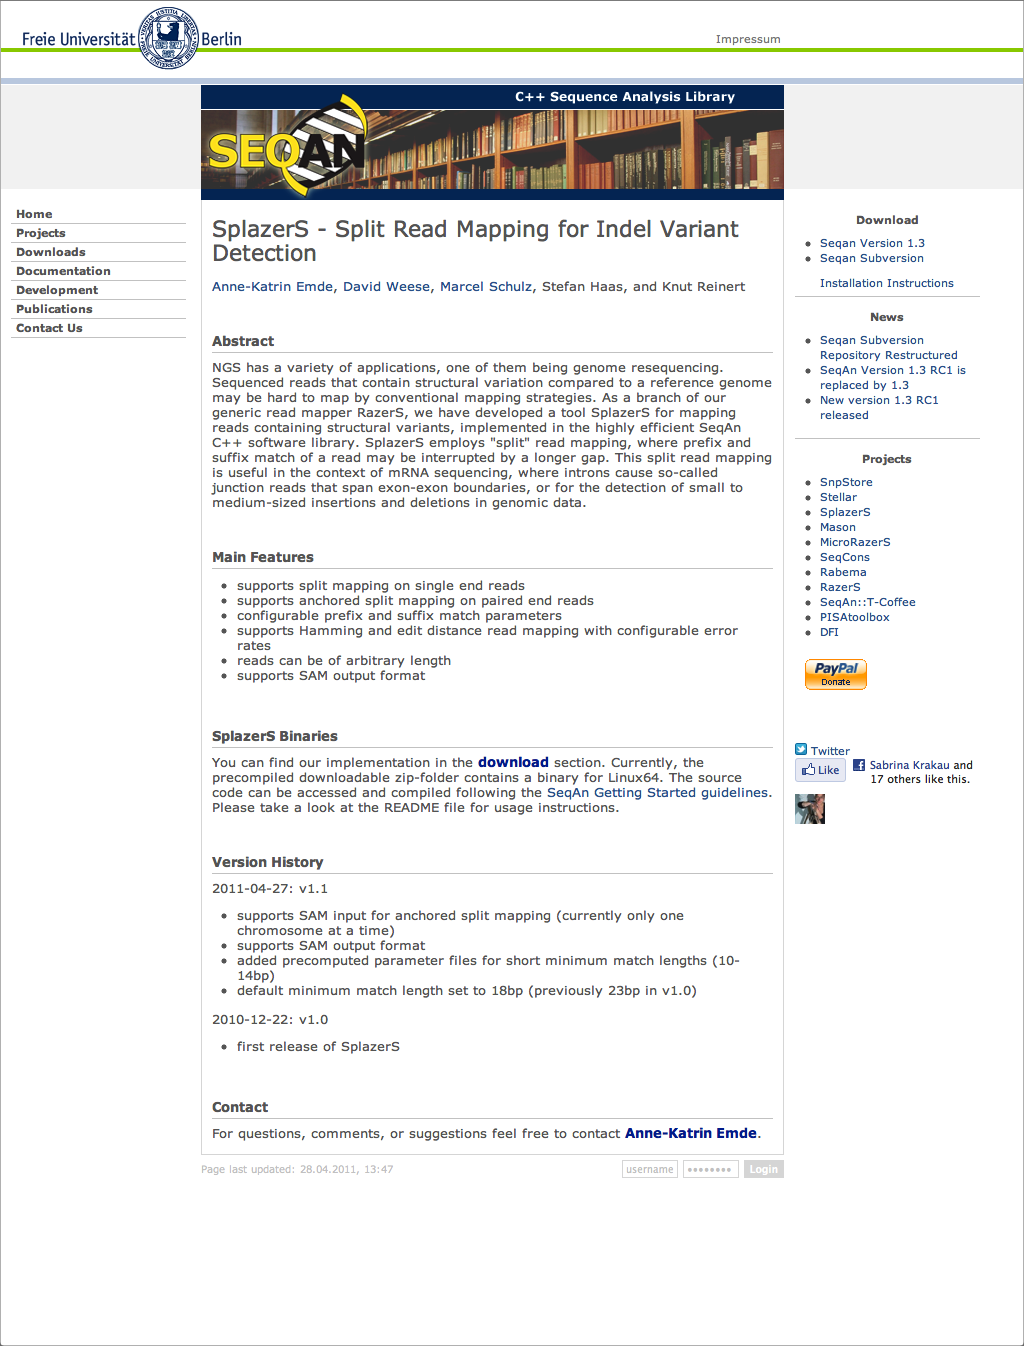 Freie Universität Berlin
Impressum
C++ Sequence Analysis Library
SEQAN
Home
Projects
Downloads
Documentation
Development
Publications
Contact Us
SplazerS - Split Read Mapping for Indel Variant
Detection
Anne-Katrin Emde, David Weese, Marcel Schulz, Stefan Haas, and Knut Reinert
Abstract
NGS has a variety of applications, one of them being genome resequencing.
Sequenced reads that contain structural variation compared to a reference genome
may be hard to map by conventional mapping strategies. As a branch of our
generic read mapper RazerS, we have developed a tool SplazerS for mapping
reads containing structural variants, implemented in the highly efficient SeqAn
C++ software library. SplazerS employs "split" read mapping, where prefix and
suffix match of a read may be interrupted by a longer gap. This split read mapping
is useful in the context of mRNA sequencing, where introns cause so-called
junction reads that span exon-exon boundaries, or for the detection of small to
medium-sized insertions and deletions in genomic data.
Main Features
supports split mapping on single end reads
supports anchored split mapping on paired end reads
configurable prefix and suffix match parameters
supports Hamming and edit distance read mapping with configurable error
rates
reads can be of arbitrary length
supports SAM output format
SplazerS Binaries
You can find our implementation in the download section. Currently, the
precompiled downloadable zip-folder contains a binary for Linux64. The source
code can be accessed and compiled following the SeqAn Getting Started guidelines.
Please take a look at the README file for usage instructions.
Version History
2011-04-27: v1.1
supports SAM input for anchored split mapping (currently only one
chromosome at a time)
supports SAM output format
added precomputed parameter files for short minimum match lengths (10-
14bp)
default minimum match length set to 18bp (previously 23bp in v1.0)
2010-12-22: v1.0
first release of SplazerS
Contact
For questions, comments, or suggestions feel free to contact Anne-Katrin Emde.
Page last updated: 28.04.2011, 13:47
username
••••••••
Login
Download
Seqan Version 1.3
Seqan Subversion
Installation Instructions
News
Seqan Subversion
Repository Restructured
SeqAn Version 1.3 RC1 is
replaced by 1.3
New version 1.3 RC1
released
Projects
SnpStore
Stellar
SplazerS
Mason
MicroRazerS
SeqCons
Rabema
RazerS
SeqAn::T-Coffee
PISAtoolbox
DFI
PayPal
Donate
Twitter
Like
Sabrina Krakau and
17 others like this.